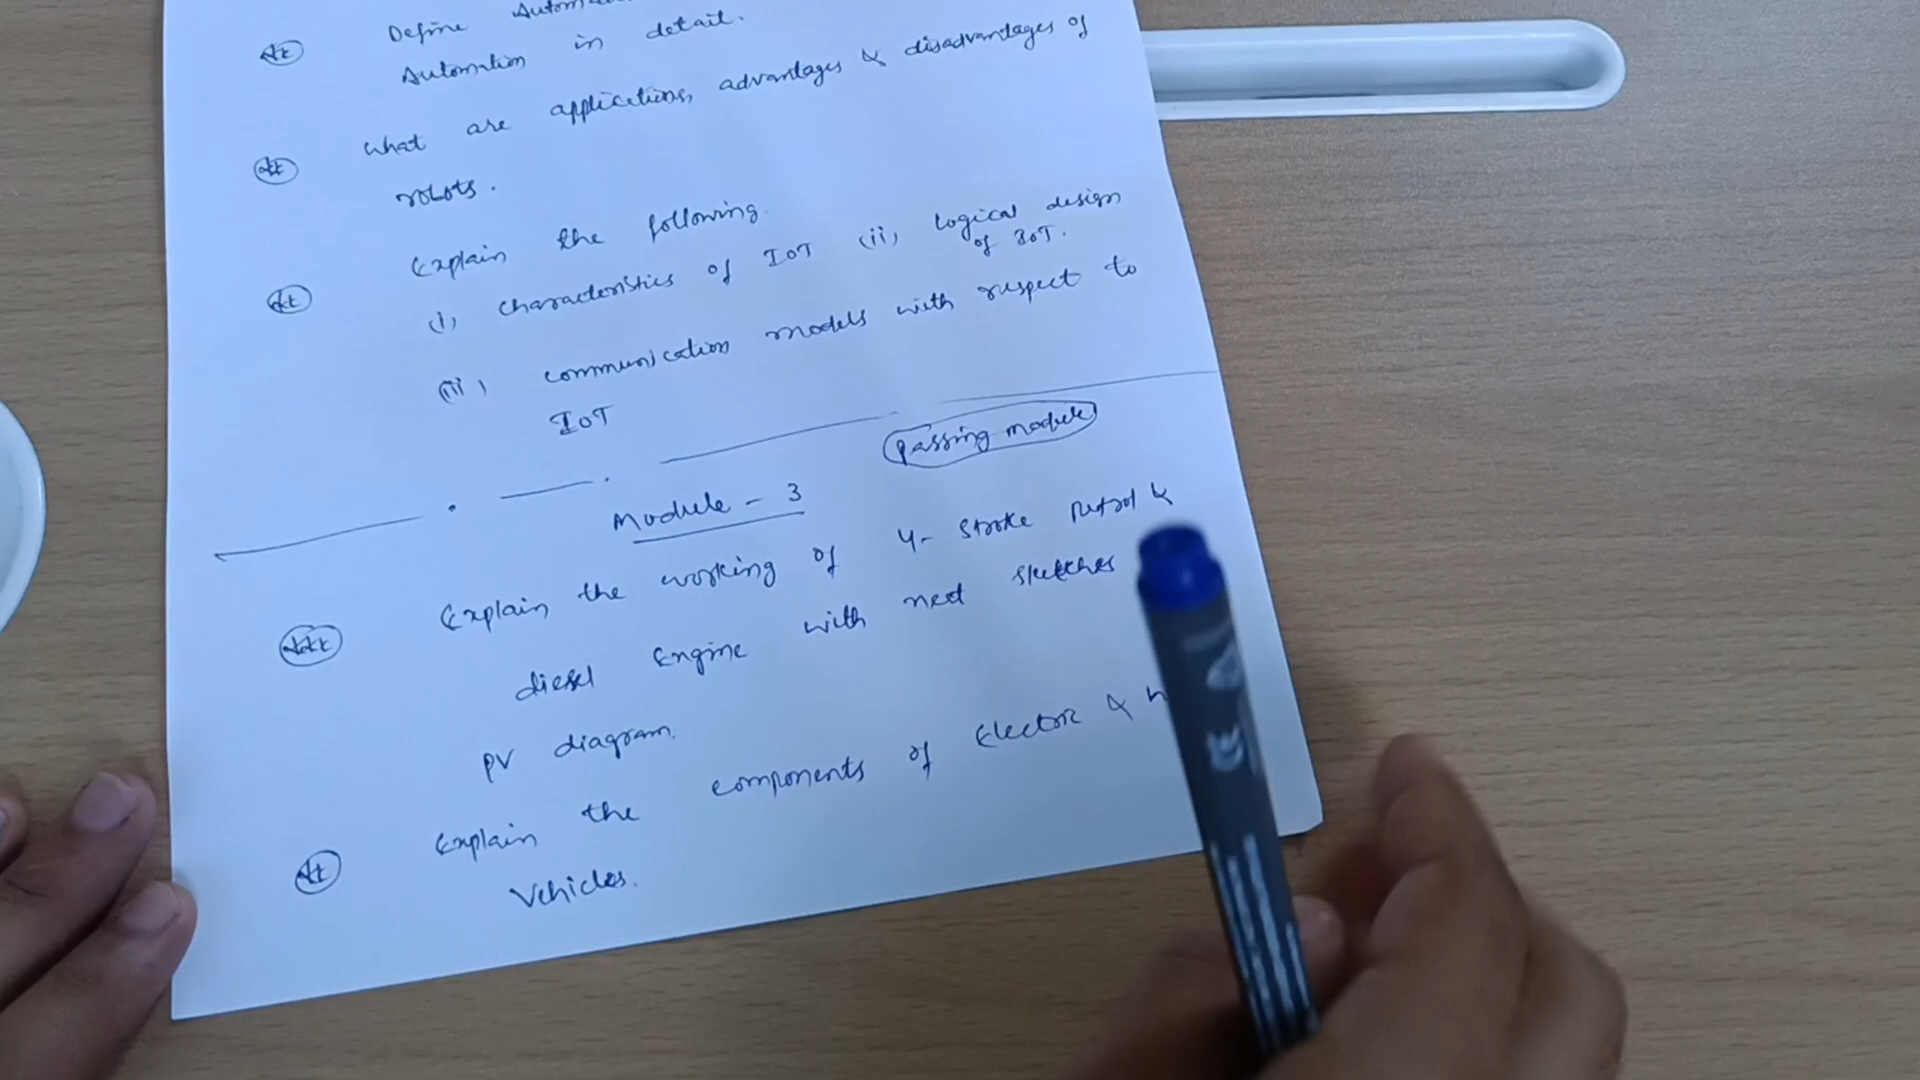 ** Define Autom
Automation in detail.
** What are applications, advantages & disadvantages of
robots.
** Explain the following.
(i) characteristics of IoT (ii) Logical design
of IoT.
(iii) communication models with respect to
IoT
Passing module
Module - 3
*** Explain the working of 4- stroke Petrol &
diesel Engine with neat sketches
PV diagram.
** Explain the components of Electric & H
Vehicles.